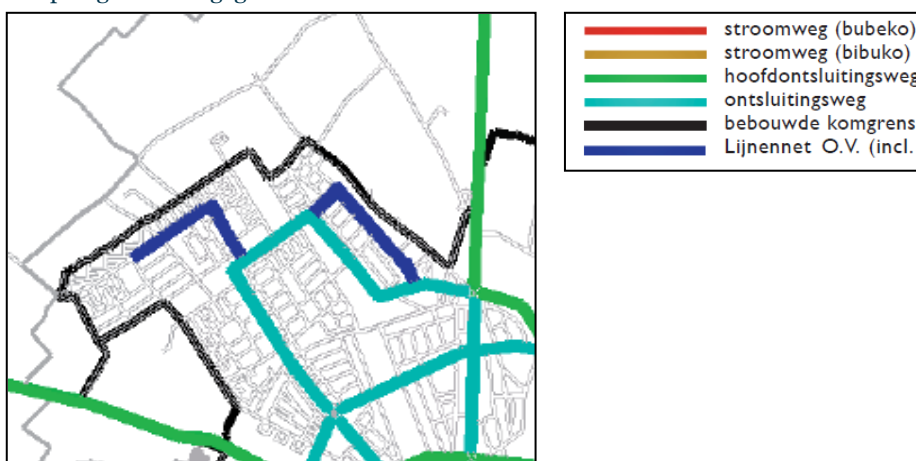 stroomweg (bubeko)
stroomweg (bibuko)
hoofdontsluitingsweg
ontsluitingsweg
bebouwde komgrens
Lijnennet O.V. (incl.